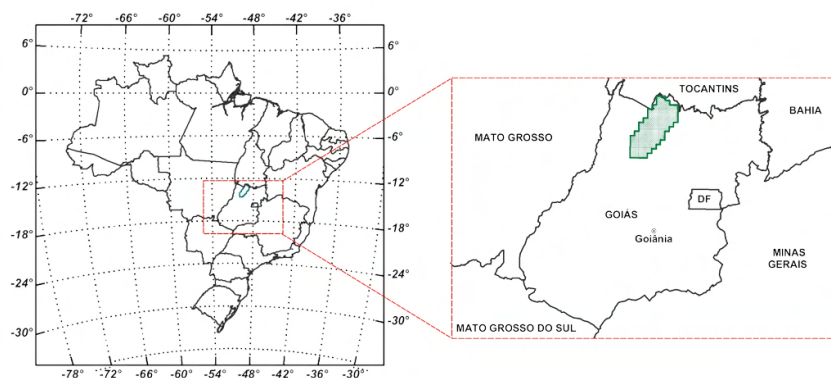 -72° -66° -60° -54° -48° -42° -36°
6° 6°
0° 0°
-6° -6°
-12° -12°
-18° -18°
-24° -24°
-30° -30°
-78° -72° -66° -60° -54° -48° -42° -36° -30°
TOCANTINS
BAHIA
MATO GROSSO
DF
GOIÁS
Goiânia
MINAS
GERAIS
MATO GROSSO DO SUL